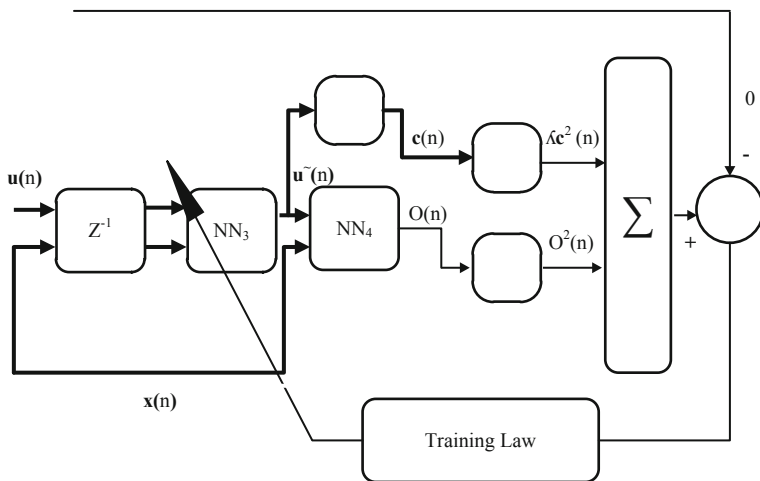 0
-
c(n)
Λc² (n)
u(n)
u˜(n)
Z⁻¹
NN₃
NN₄
O(n)
O²(n)
∑
+
x(n)
Training Law